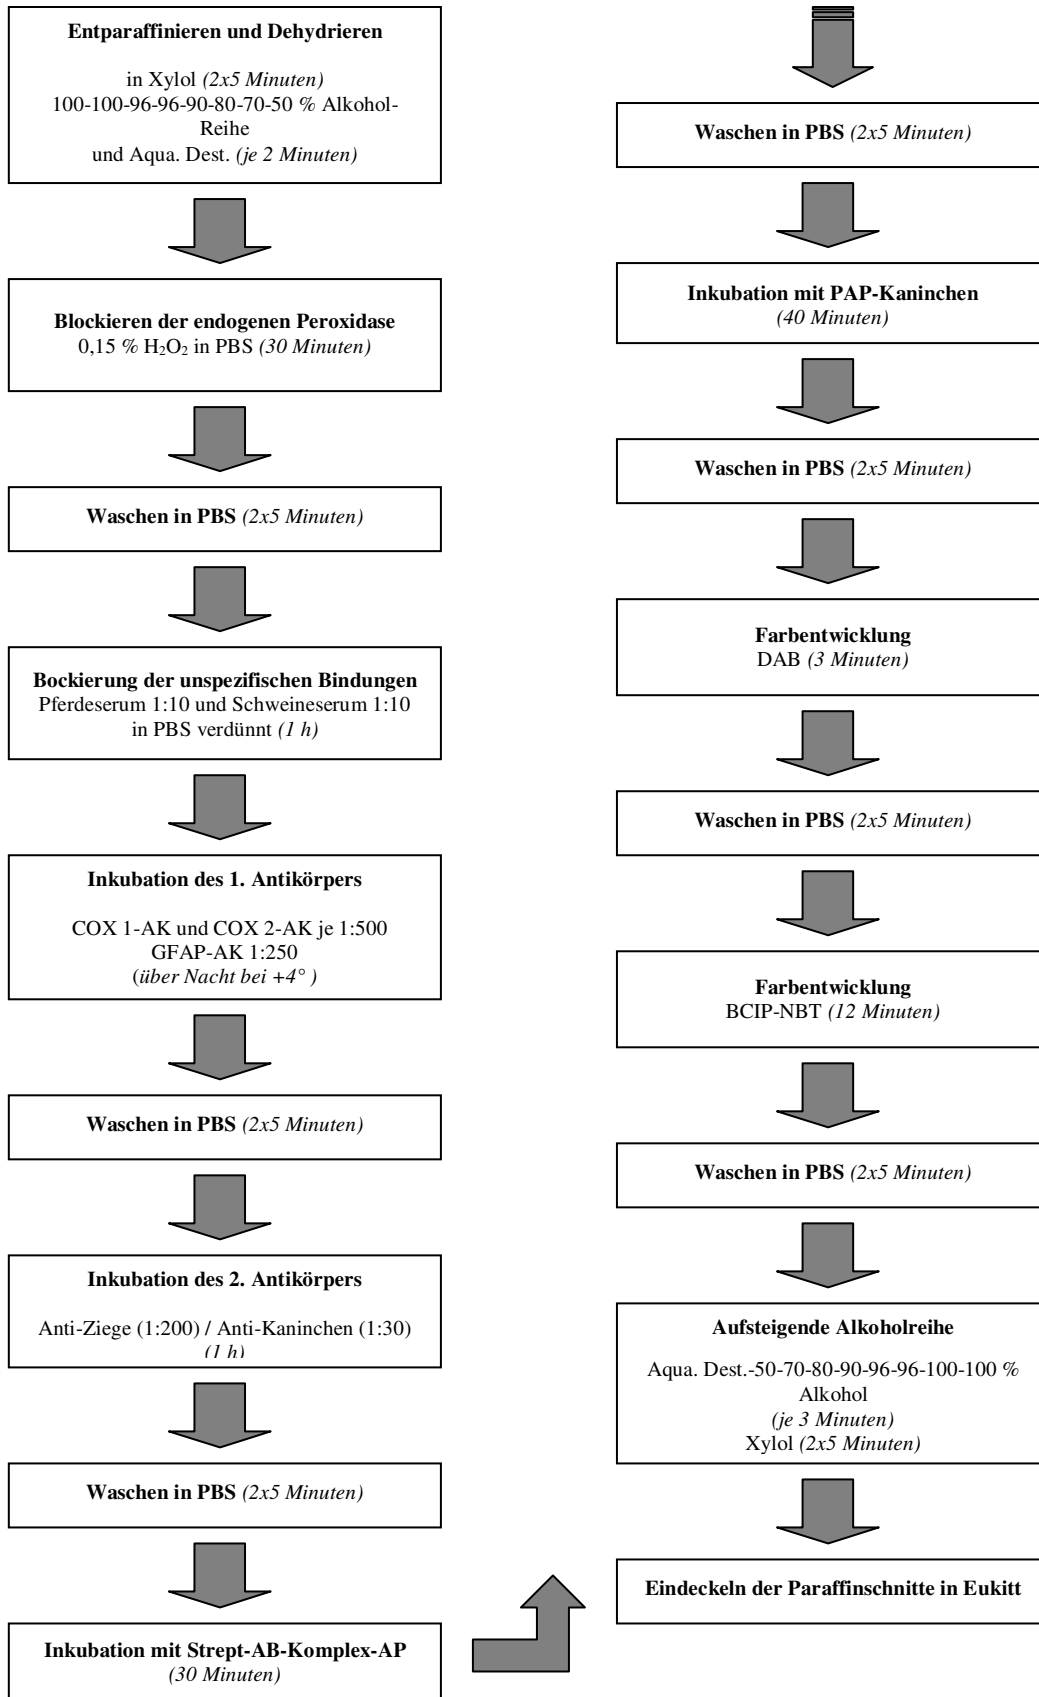 Entparaffinieren und Dehydrieren
in Xylol (2x5 Minuten)
100-100-96-96-90-80-70-50 % Alkohol-
Reihe
und Aqua. Dest. (je 2 Minuten)
Blockieren der endogenen Peroxidase
0,15 % H₂O₂ in PBS (30 Minuten)
Waschen in PBS (2x5 Minuten)
Bockierung der unspezifischen Bindungen
Pferdeserum 1:10 und Schweineserum 1:10
in PBS verdünnt (1 h)
Inkubation des 1. Antikörpers
COX 1-AK und COX 2-AK je 1:500
GFAP-AK 1:250
(über Nacht bei +4° )
Waschen in PBS (2x5 Minuten)
Inkubation des 2. Antikörpers
Anti-Ziege (1:200) / Anti-Kaninchen (1:30)
(1 h)
Waschen in PBS (2x5 Minuten)
Inkubation mit Strept-AB-Komplex-AP
(30 Minuten)
Waschen in PBS (2x5 Minuten)
Inkubation mit PAP-Kaninchen
(40 Minuten)
Waschen in PBS (2x5 Minuten)
Farbentwicklung
DAB (3 Minuten)
Waschen in PBS (2x5 Minuten)
Farbentwicklung
BCIP-NBT (12 Minuten)
Waschen in PBS (2x5 Minuten)
Aufsteigende Alkoholreihe
Aqua. Dest.-50-70-80-90-96-96-100-100 %
Alkohol
(je 3 Minuten)
Xylol (2x5 Minuten)
Eindeckeln der Paraffinschnitte in Eukitt